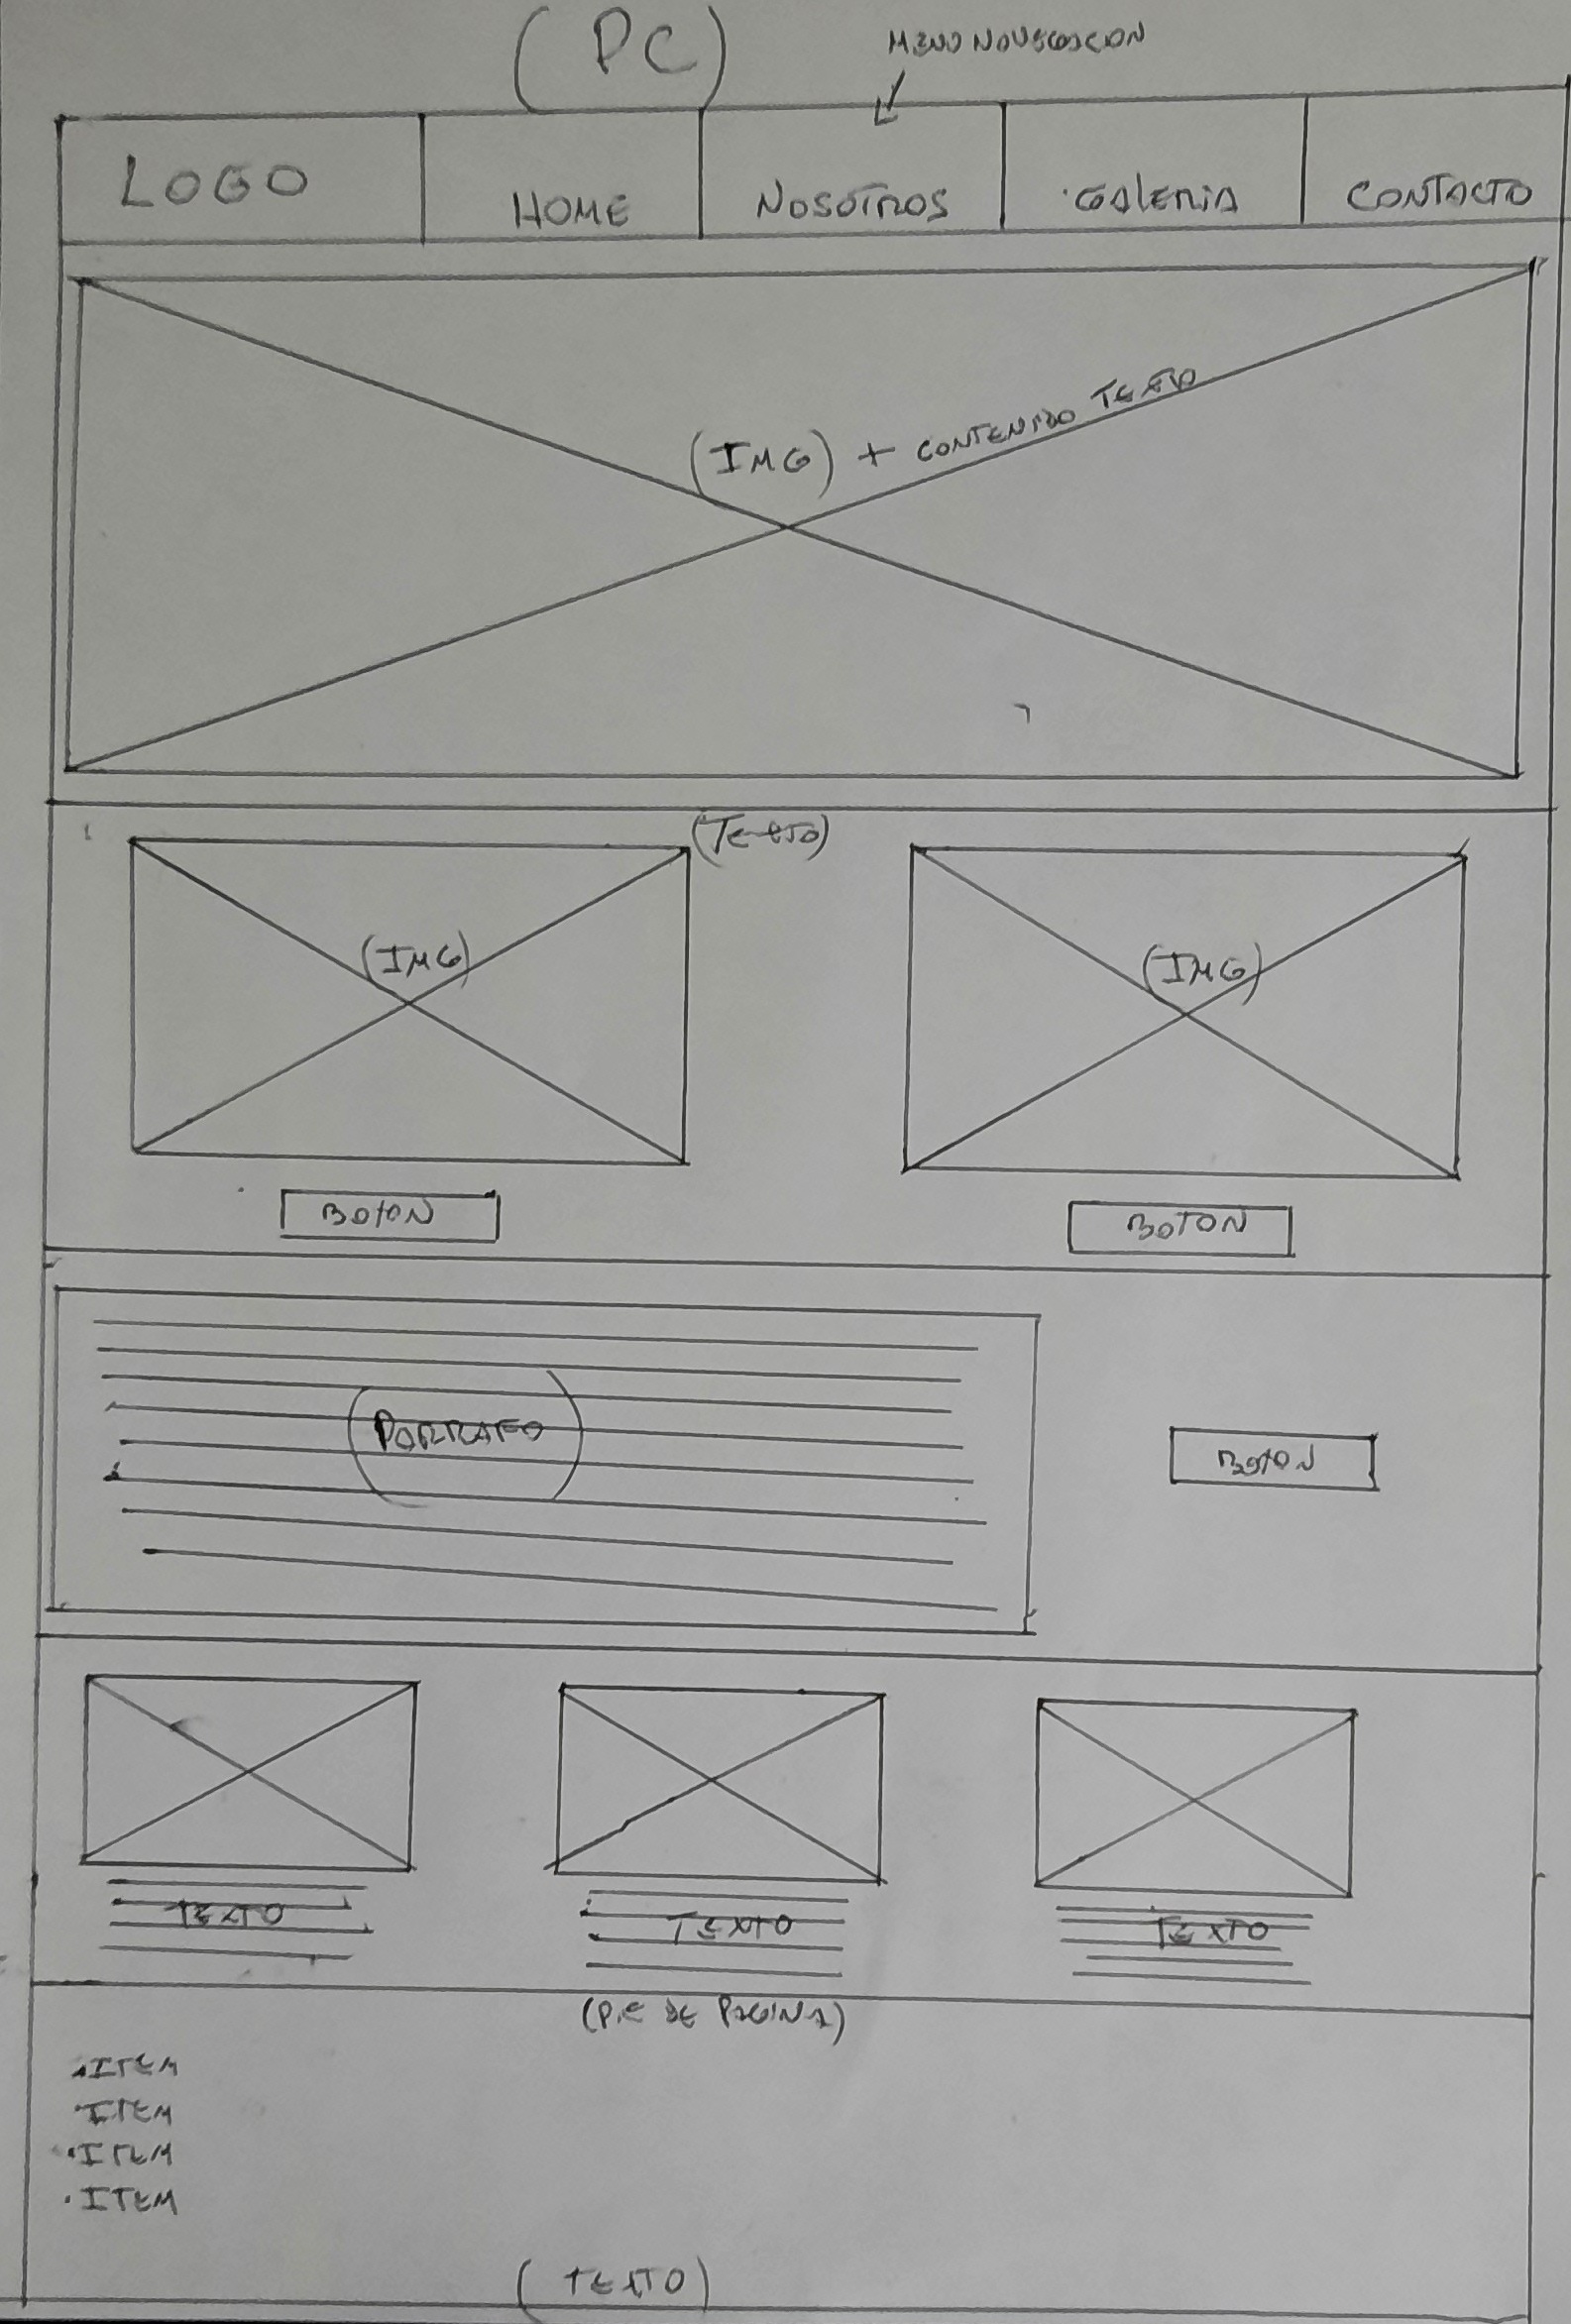 (PC)
MENU NAVEGACION
LOGO
HOME
NOSOTROS
GALERIA
CONTACTO
(IMG) + CONTENIDO TEXTO
(TEXTO)
(IMG)
(IMG)
BOTON
BOTON
(PORRAFO)
BOTON
TEXTO
TEXTO
TEXTO
(PIE DE PAGINA)
• ITEM
• ITEM
• ITEM
• ITEM
(TEXTO)